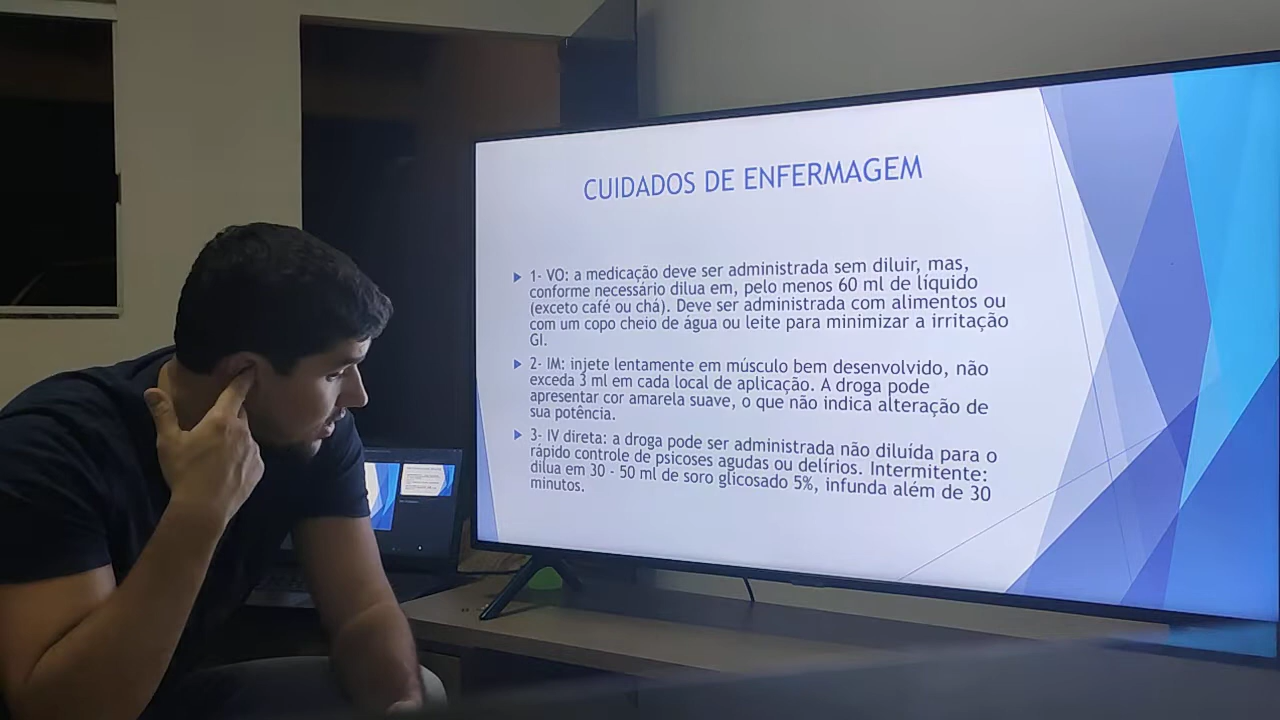 CUIDADOS DE ENFERMAGEM
1- VO: a medicação deve ser administrada sem diluir, mas,
conforme necessário dilua em, pelo menos 60 ml de líquido
(exceto café ou chá). Deve ser administrada com alimentos ou
com um copo cheio de água ou leite para minimizar a irritação
GI.
2- IM: injete lentamente em músculo bem desenvolvido, não
exceda 3 ml em cada local de aplicação. A droga pode
apresentar cor amarela suave, o que não indica alteração de
sua potência.
3- IV direta: a droga pode ser administrada não diluída para o
rápido controle de psicoses agudas ou delírios. Intermitente:
dilua em 30 - 50 ml de soro glicosado 5%, infunda além de 30
minutos.